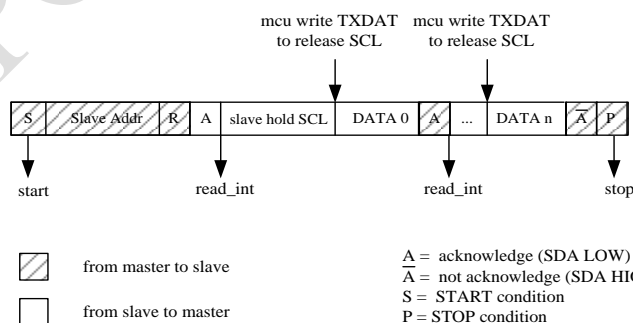 mcu write TXDAT
to release SCL
mcu write TXDAT
to release SCL
S Slave Addr R A slave hold SCL DATA 0 A ... DATA n A̅ P
start read_int read_int stop
from master to slave
from slave to master
A = acknowledge (SDA LOW)
A̅ = not acknowledge (SDA HI
S = START condition
P = STOP condition